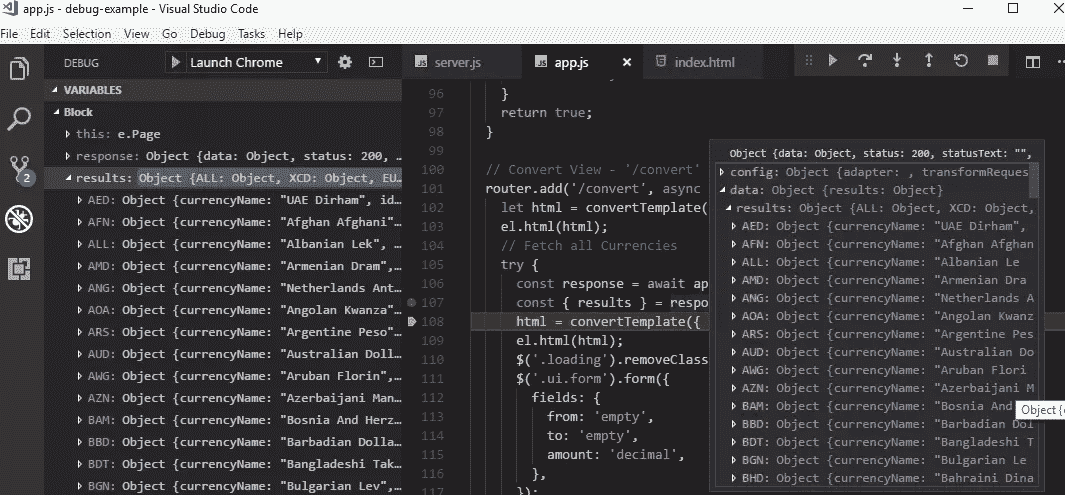 app.js - debug-example - Visual Studio Code
File Edit Selection View Go Debug Tasks Help
DEBUG
Launch Chrome
VARIABLES
Block
this: e.Page
response: Object {data: Object, status: 200, ...
results: Object {ALL: Object, XCD: Object, EU...
AED: Object {currencyName: "UAE Dirham", id...
AFN: Object {currencyName: "Afghan Afghani"...
ALL: Object {currencyName: "Albanian Lek", ...
AMD: Object {currencyName: "Armenian Dram",...
ANG: Object {currencyName: "Netherlands Ant...
AOA: Object {currencyName: "Angolan Kwanza"...
ARS: Object {currencyName: "Argentine Peso"...
AUD: Object {currencyName: "Australian Doll...
AWG: Object {currencyName: "Aruban Florin",...
AZN: Object {currencyName: "Azerbaijani Man...
BAM: Object {currencyName: "Bosnia And Herz...
BBD: Object {currencyName: "Barbadian Dolla...
BDT: Object {currencyName: "Bangladeshi Tak...
BGN: Object {currencyName: "Bulgarian Lev",...
2
server.js
app.js
index.html
96 }
97 return true;
98 }
99
100 // Convert View - '/convert'
101 router.add('/convert', async
102 let html = convertTemplate(
103 el.html(html);
104 // Fetch all Currencies
105 try {
106 const response = await ap
107 const { results } = respo
108 html = convertTemplate({
109 el.html(html);
110 $('.loading').removeClass
111 $('.ui.form').form({
112 fields: {
113 from: 'empty',
114 to: 'empty',
115 amount: 'decimal',
116 },
117 });
Object {data: Object, status: 200, statusText: "",
config: Object {adapter: , transformReques
data: Object {results: Object}
results: Object {ALL: Object, XCD: Object,
AED: Object {currencyName: "UAE Dirham",
AFN: Object {currencyName: "Afghan Afghan
ALL: Object {currencyName: "Albanian Le
AMD: Object {currencyName: "Armenian Dra
ANG: Object {currencyName: "Netherlands A
AOA: Object {currencyName: "Angolan Kwanz
ARS: Object {currencyName: "Argentine Pes
AUD: Object {currencyName: "Australian Do
AWG: Object {currencyName: "Aruban Flori
AZN: Object {currencyName: "Azerbaijani M
BAM: Object {currencyName: "Bosnia And
BBD: Object {currencyName: "Barbadian Dol
BDT: Object {currencyName: "Bangladeshi T
BGN: Object {currencyName: "Bulgarian Le
BHD: Object {currencyName: "Bahraini Dina
Object {